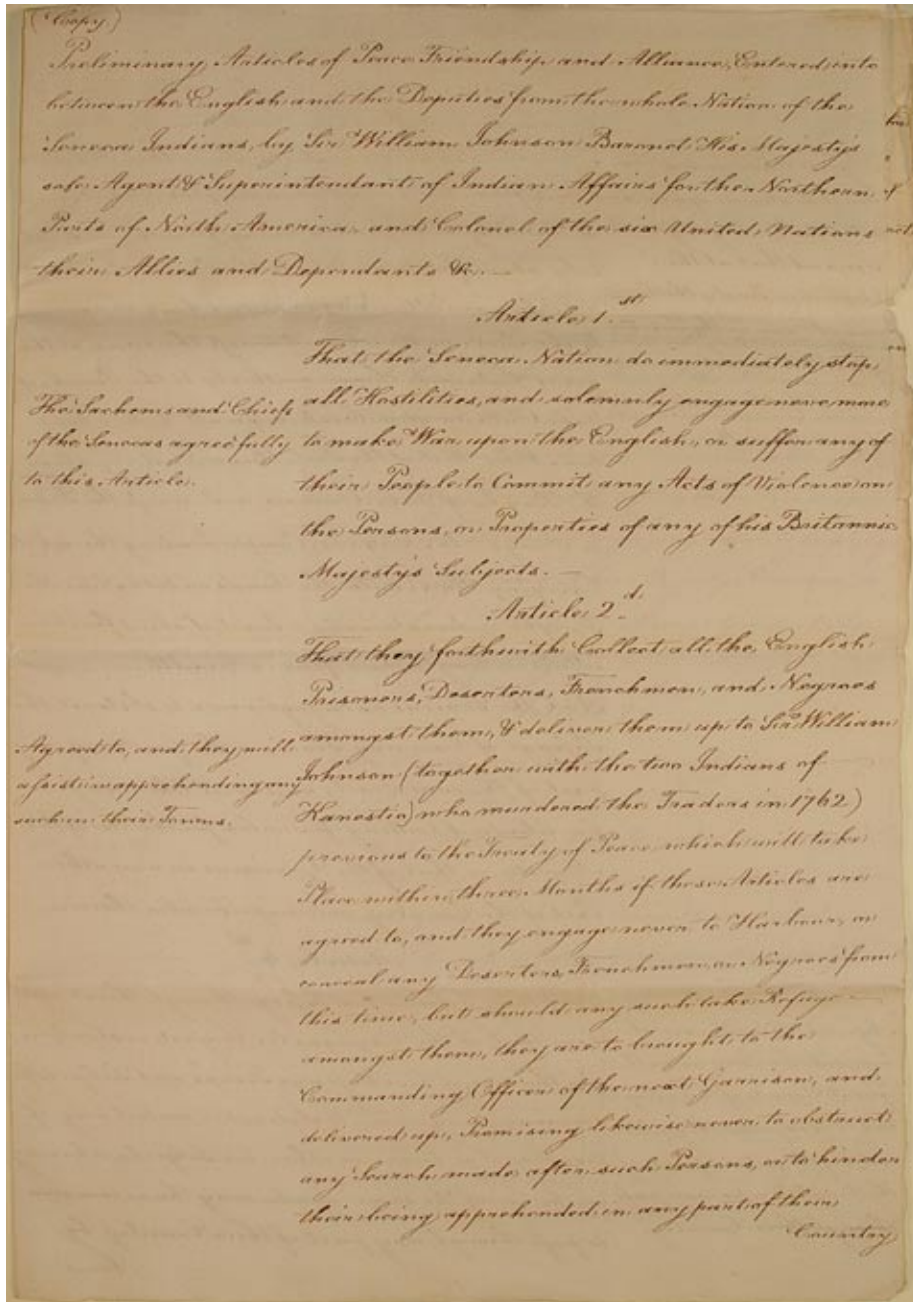 (Copy)
Preliminary Articles of Peace Friendship and Alliance, Entered into
between the English and the Deputies from the whole Nation of the
Seneca Indians, by Sir William Johnson Baronet His Majestys
sole Agent & Superintendant of Indian Affairs for the Northern
Parts of North America, and Colonel of the six United Nations
their Allies and Dependants &c.—
Article 1.st
That the Seneca Nation do immediately stop
all Hostilities, and solemnly engage never more
to make War upon the English, or suffer any of
their People to Commit any Acts of Violence on
the Persons, or Properties of any of his Britannic
Majestys Subjects.—
The Sachems and Chiefs
of the Senecas agree fully
to this Article.
Article 2.d
That they forthwith Collect all the English
Prisoners, Deserters, Frenchmen, and Negroes
amongst them, & deliver them up to Sir William
Johnson (together with the two Indians of
Kanestio) who murdered the Traders in 1762)
previous to the Treaty of Peace which will take
Place within three Months if these Articles are
agreed to, and they engage never to Harbour, or
conceal any Deserters, Frenchmen, or Negroes from
this time, but should any such take Refuge
amongst them, they are to brought to the
Commanding Officer of the next Garrison, and
delivered up, Promising likewise never to obstruct
any Search made after such Persons, or to hinder
their being apprehended in any part of their
Country
Agreed to, and they will
assist in apprehending any
such in their Towns.